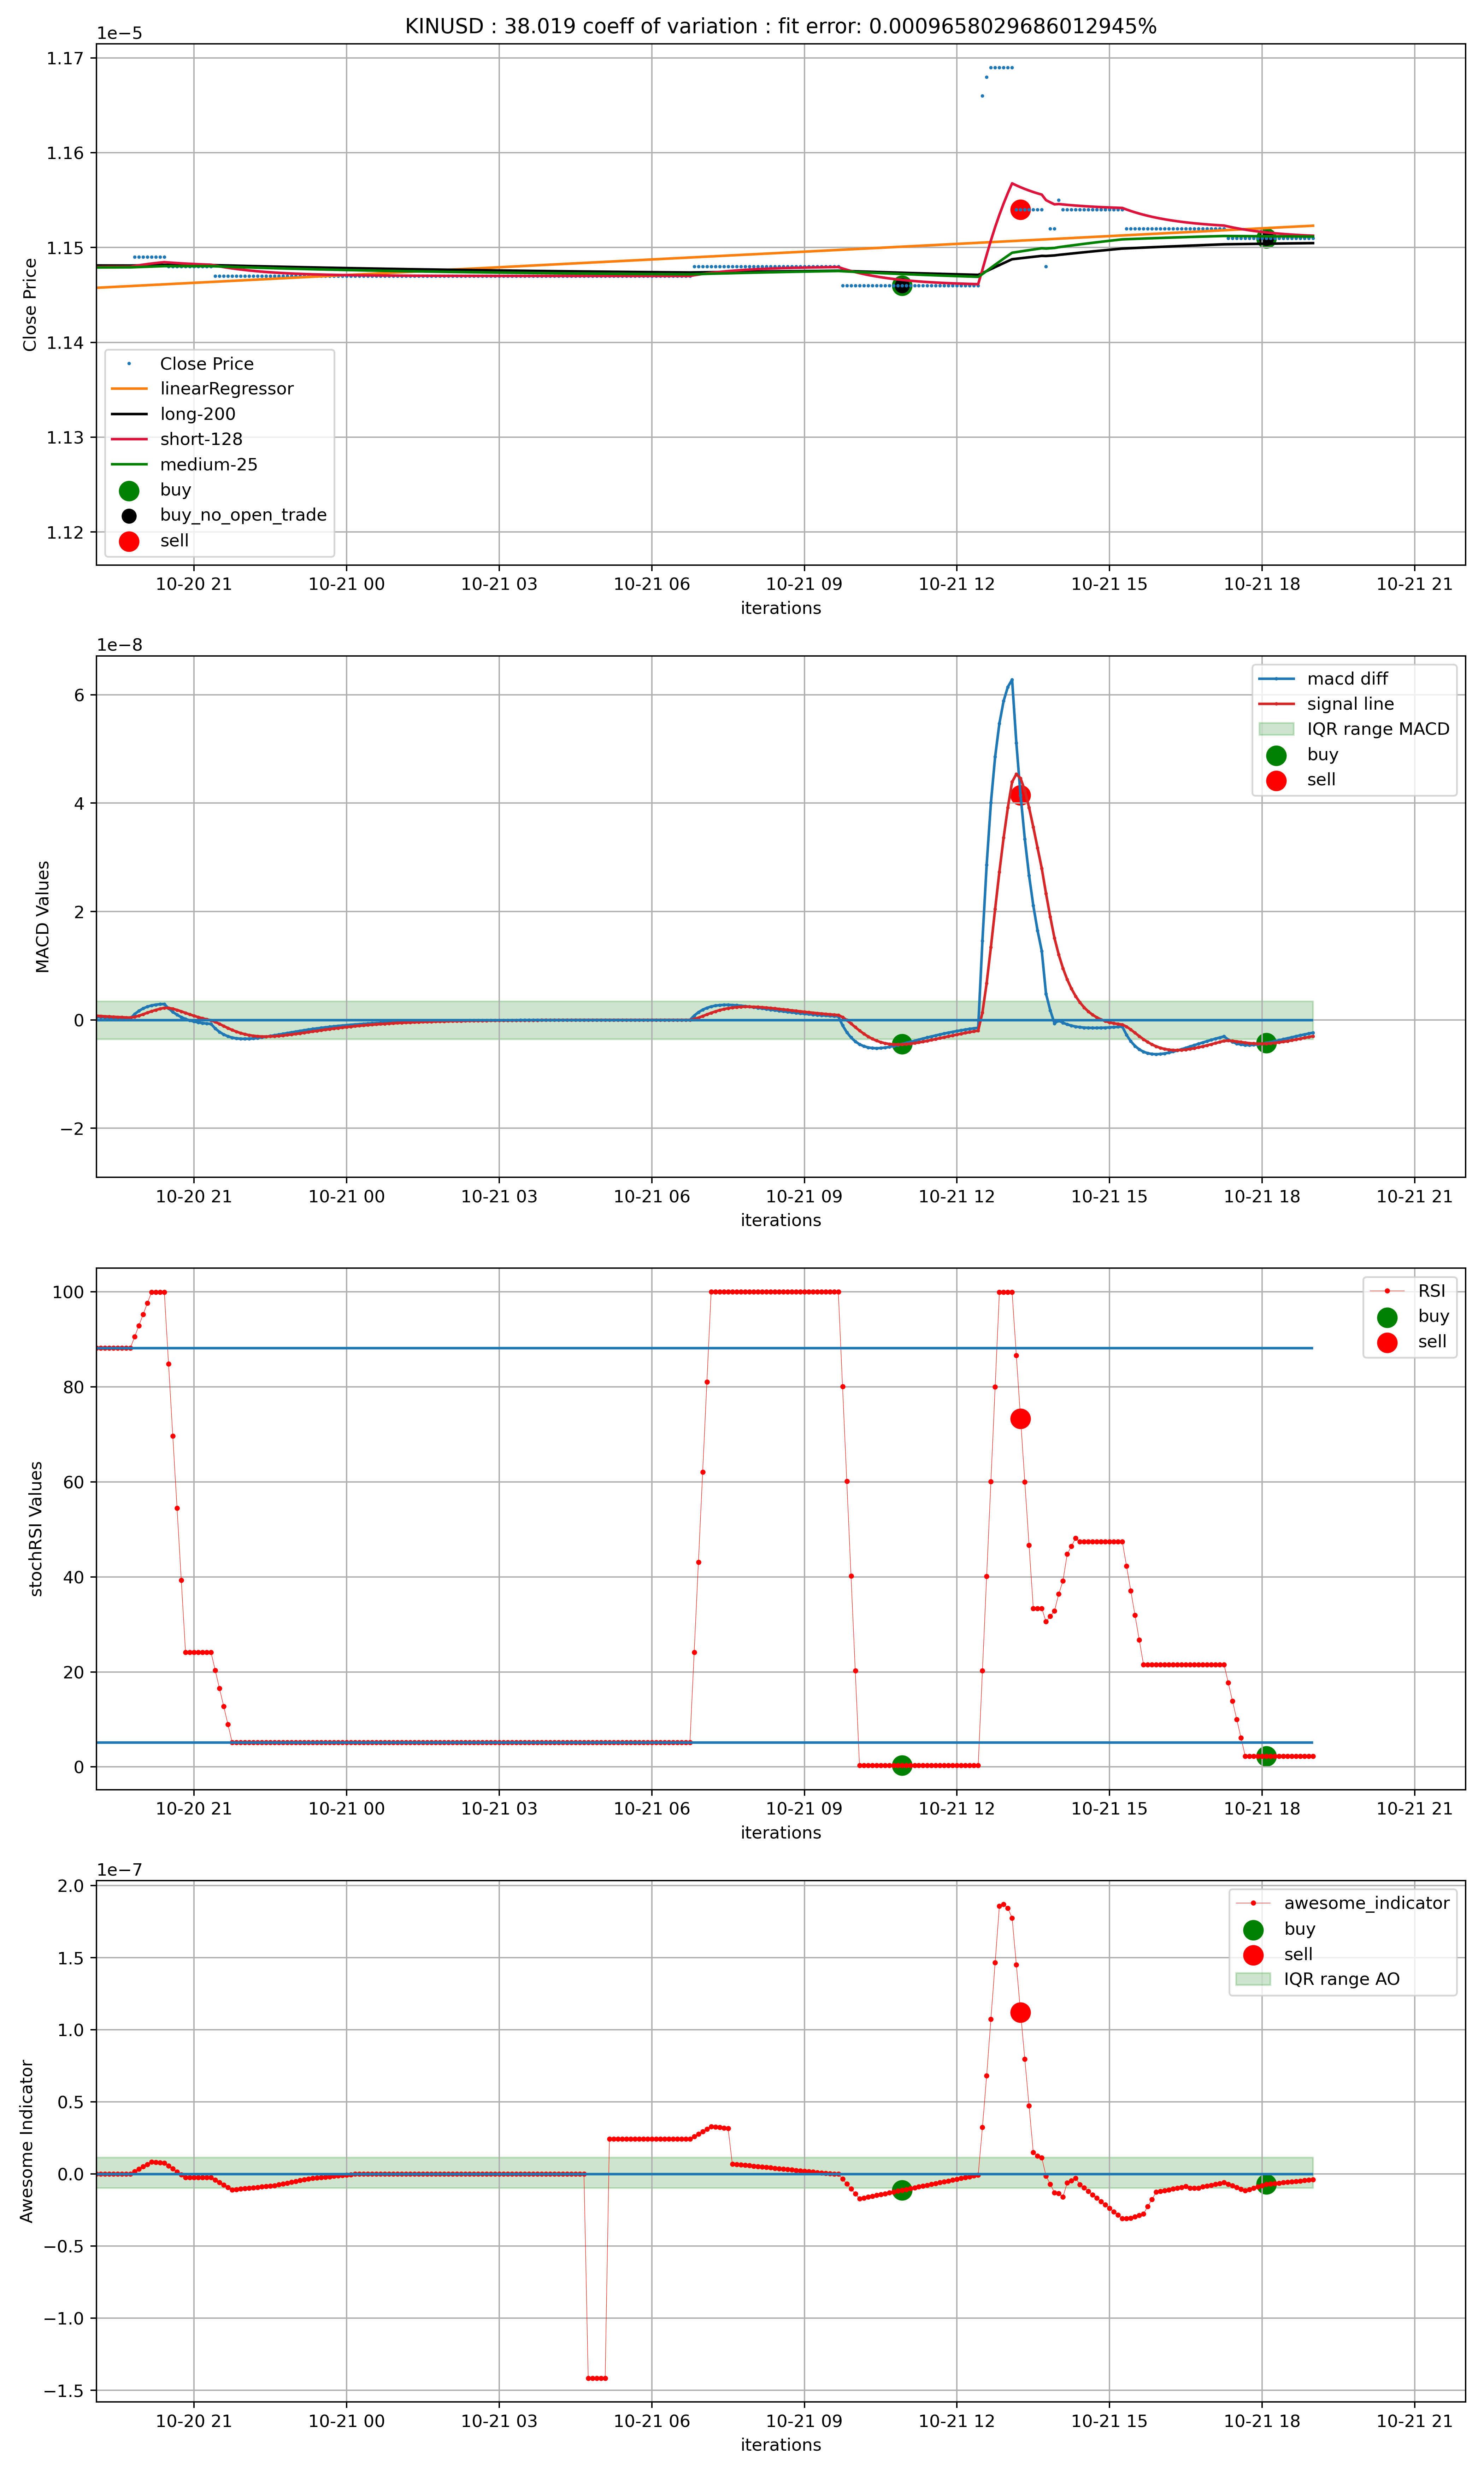 KINUSD : 38.019 coeff of variation : fit error: 0.0009658029686012945%
1e−5
1.17
1.16
1.15
1.14
1.13
1.12
Close Price
Close Price
linearRegressor
long-200
short-128
medium-25
buy
buy_no_open_trade
sell
10-20 21 10-21 00 10-21 03 10-21 06 10-21 09 10-21 12 10-21 15 10-21 18 10-21 21
iterations
1e−8
6
4
2
0
−2
MACD Values
macd diff
signal line
IQR range MACD
buy
sell
10-20 21 10-21 00 10-21 03 10-21 06 10-21 09 10-21 12 10-21 15 10-21 18 10-21 21
iterations
100
80
60
40
20
0
stochRSI Values
RSI
buy
sell
10-20 21 10-21 00 10-21 03 10-21 06 10-21 09 10-21 12 10-21 15 10-21 18 10-21 21
iterations
1e−7
2.0
1.5
1.0
0.5
0.0
−0.5
−1.0
−1.5
Awesome Indicator
awesome_indicator
buy
sell
IQR range AO
10-20 21 10-21 00 10-21 03 10-21 06 10-21 09 10-21 12 10-21 15 10-21 18 10-21 21
iterations